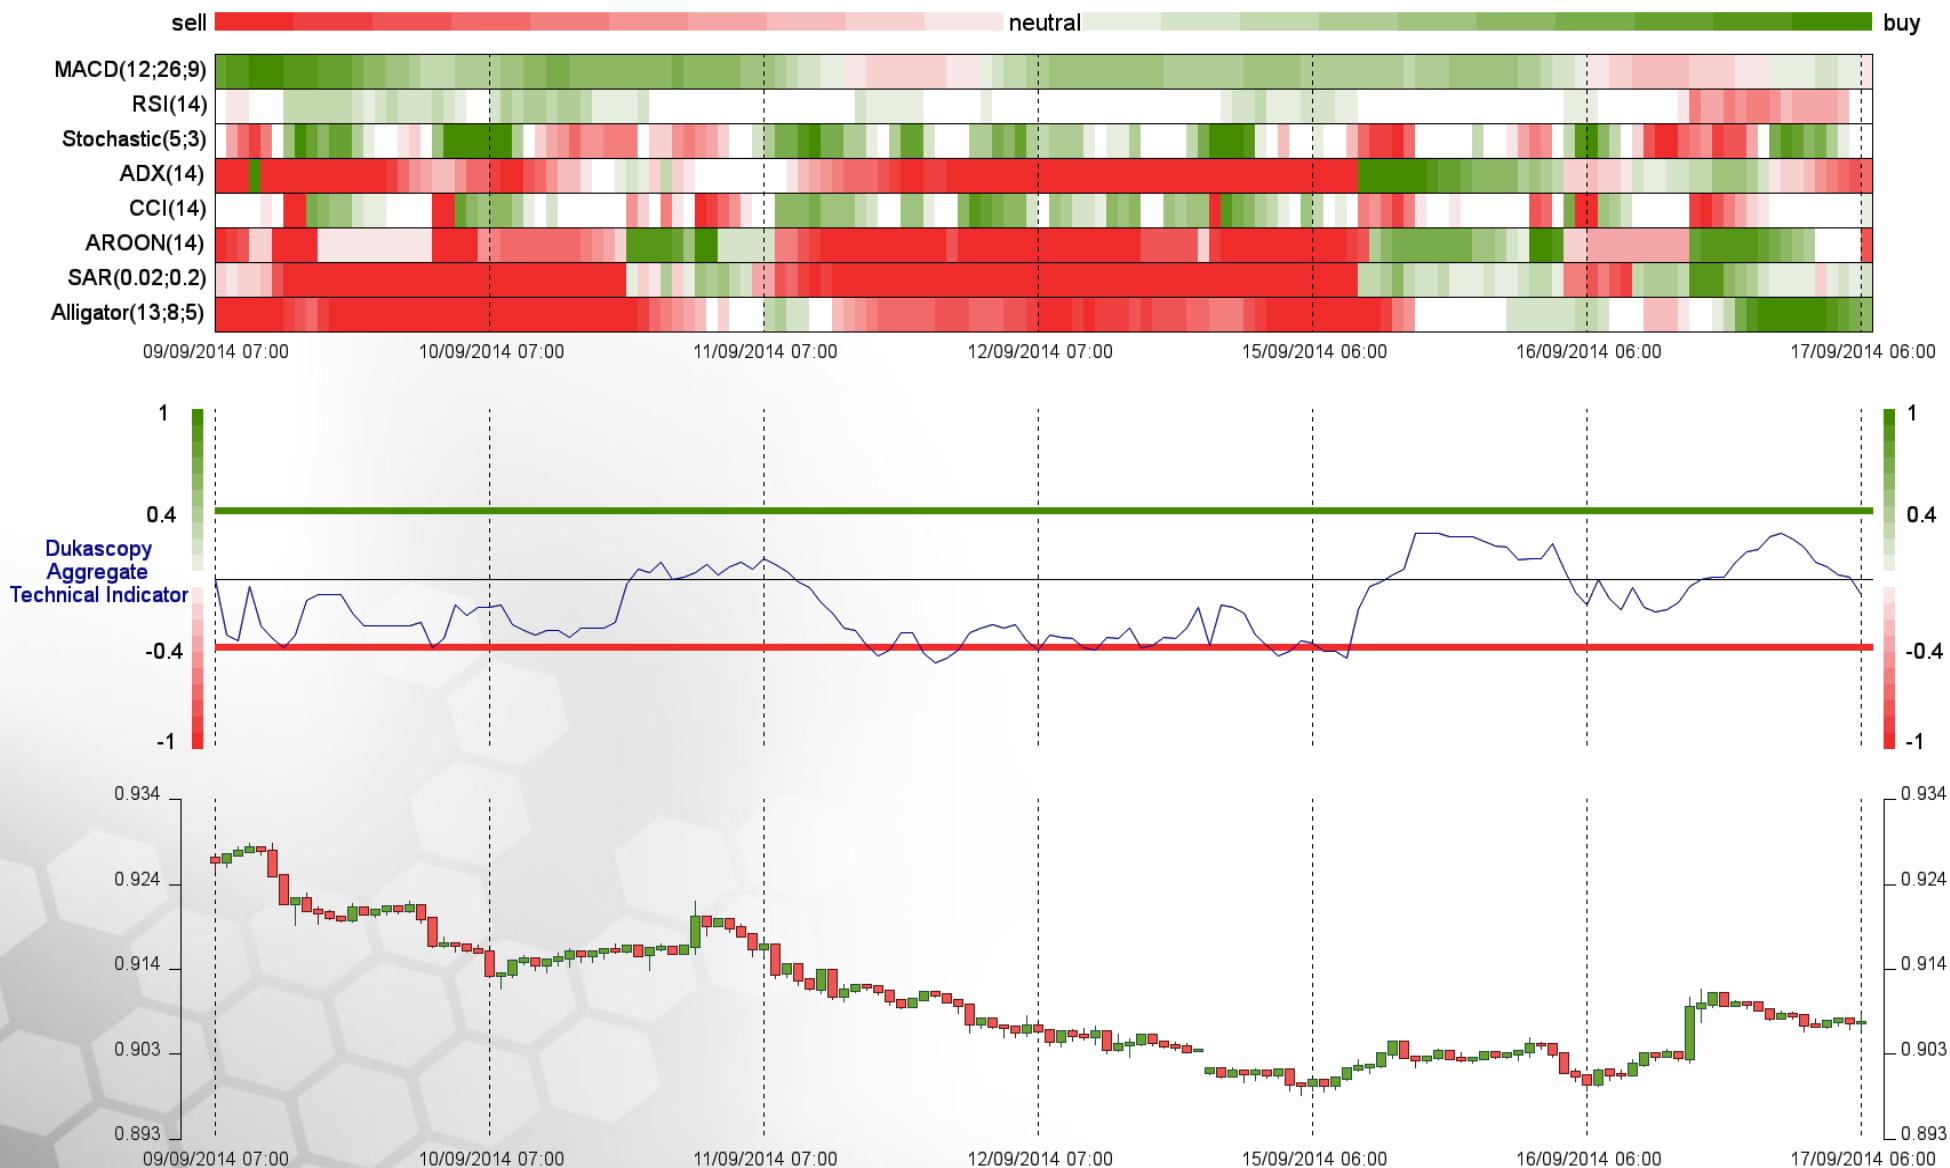 sell neutral buy
MACD(12;26;9)
RSI(14)
Stochastic(5;3)
ADX(14)
CCI(14)
AROON(14)
SAR(0.02;0.2)
Alligator(13;8;5)
09/09/2014 07:00 10/09/2014 07:00 11/09/2014 07:00 12/09/2014 07:00 15/09/2014 06:00 16/09/2014 06:00 17/09/2014 06:00
1 1
0.4 0.4
Dukascopy
Aggregate
Technical Indicator
-0.4 -0.4
-1 -1
0.934 0.934
0.924 0.924
0.914 0.914
0.903 0.903
0.893 0.893
09/09/2014 07:00 10/09/2014 07:00 11/09/2014 07:00 12/09/2014 07:00 15/09/2014 06:00 16/09/2014 06:00 17/09/2014 06:00